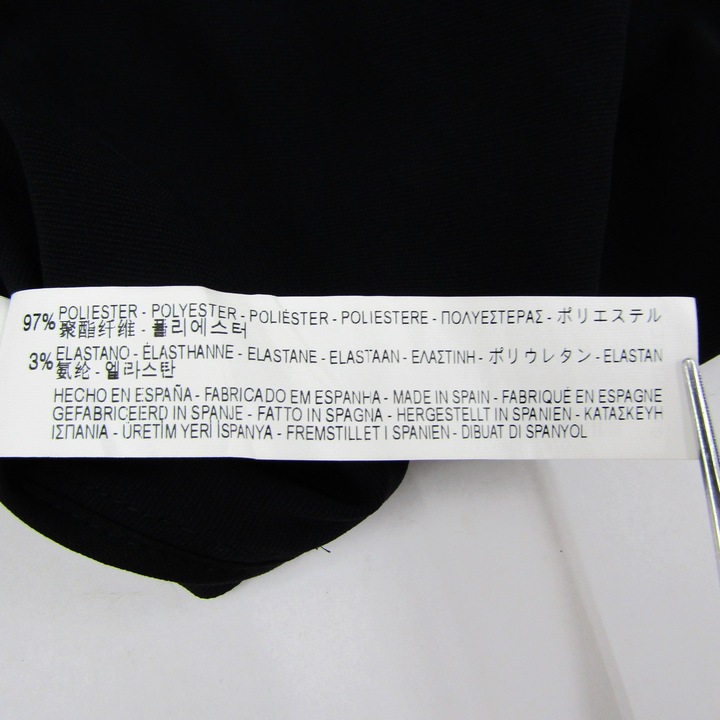 97% POLIESTER - POLYESTER - POLIÈSTER - POLIESTERE - ΠΟΛΥΕΣΤΕΡΑΣ - ポリエステル
聚酯纤维 - 폴리에스터
3% ELASTANO - ÉLASTHANNE - ELASTANE - ELASTAAN - ΕΛΑΣΤΙΝΗ - ポリウレタン - ELASTAN
氨纶 - 엘라스탄
HECHO EN ESPAÑA - FABRICADO EM ESPANHA - MADE IN SPAIN - FABRIQUÉ EN ESPAGNE
GEFABRICEERD IN SPANJE - FATTO IN SPAGNA - HERGESTELLT IN SPANIEN - ΚΑΤΑΣΚΕΥΗ
ΙΣΠΑΝΙΑ - ÜRETİM YERİ İSPANYA - FREMSTILLET I SPANIEN - DIBUAT DI SPANYOL